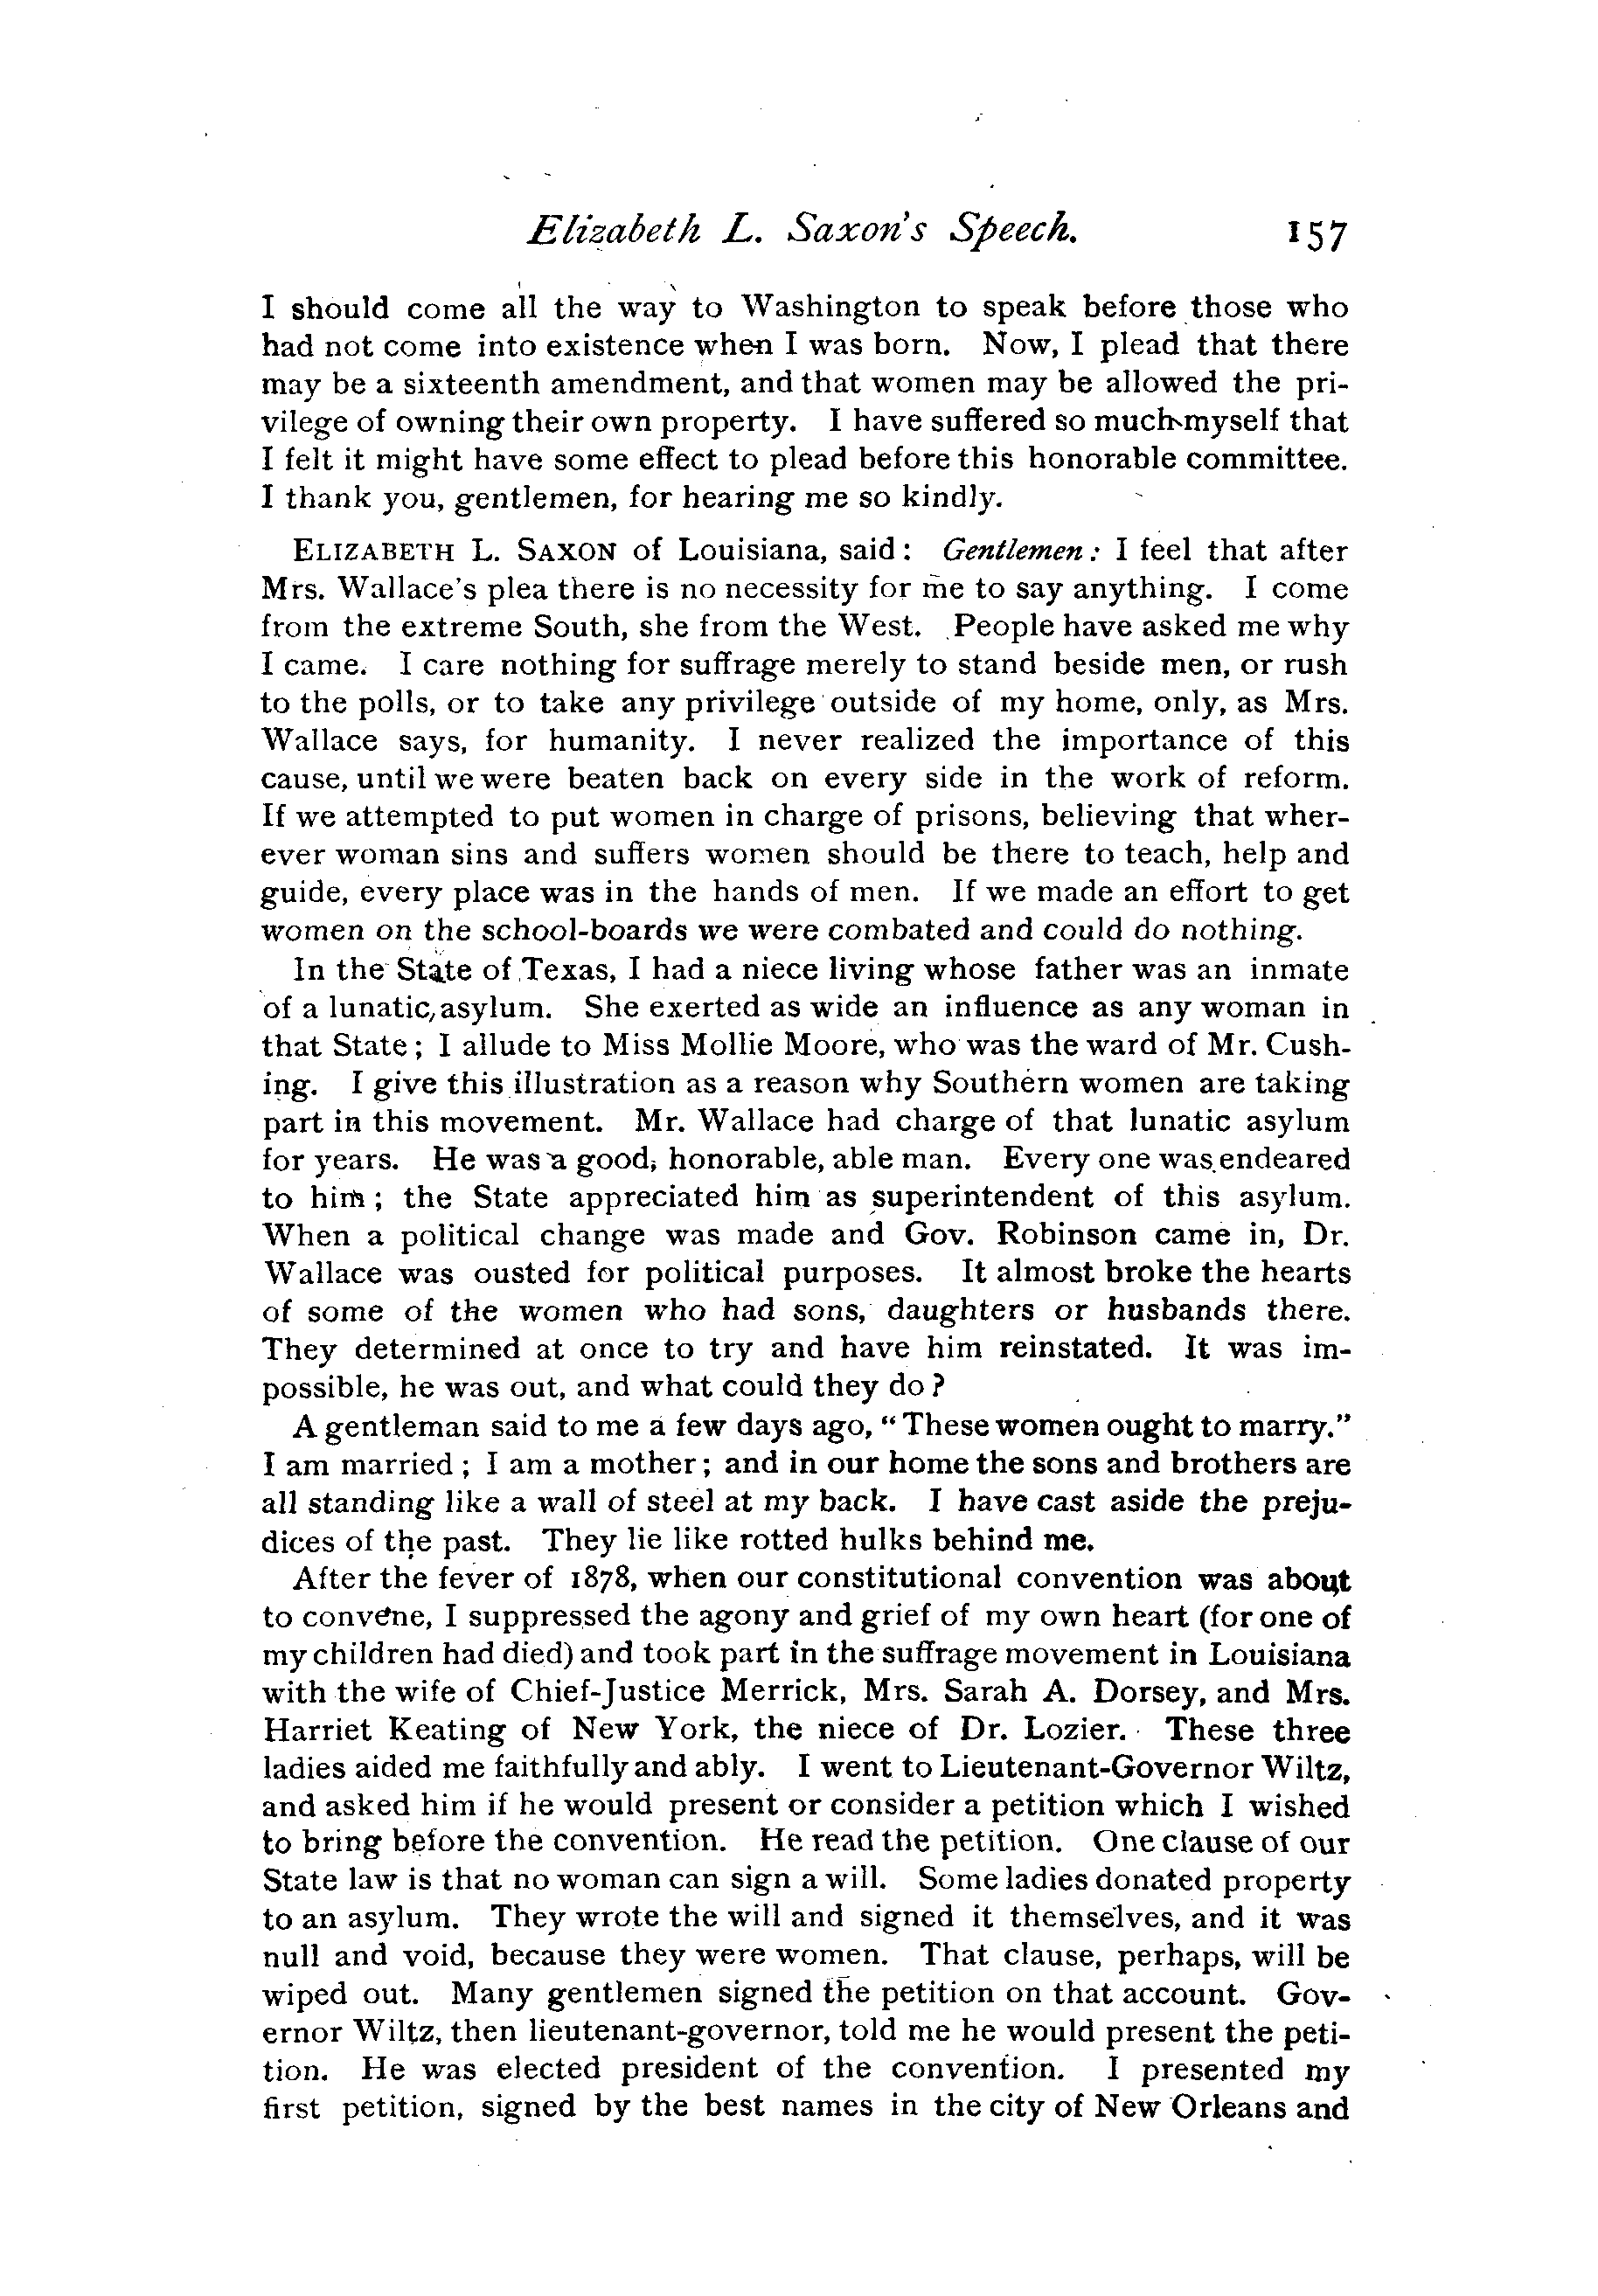 Elizabeth L. Saxon's Speech. 157
I should come all the way to Washington to speak before those who
had not come into existence when I was born. Now, I plead that there
may be a sixteenth amendment, and that women may be allowed the pri-
vilege of owning their own property. I have suffered so much myself that
I felt it might have some effect to plead before this honorable committee.
I thank you, gentlemen, for hearing me so kindly.
ELIZABETH L. SAXON of Louisiana, said: Gentlemen: I feel that after
Mrs. Wallace's plea there is no necessity for me to say anything. I come
from the extreme South, she from the West. People have asked me why
I came. I care nothing for suffrage merely to stand beside men, or rush
to the polls, or to take any privilege outside of my home, only, as Mrs.
Wallace says, for humanity. I never realized the importance of this
cause, until we were beaten back on every side in the work of reform.
If we attempted to put women in charge of prisons, believing that wher-
ever woman sins and suffers women should be there to teach, help and
guide, every place was in the hands of men. If we made an effort to get
women on the school-boards we were combated and could do nothing.
In the State of Texas, I had a niece living whose father was an inmate
of a lunatic asylum. She exerted as wide an influence as any woman in
that State; I allude to Miss Mollie Moore, who was the ward of Mr. Cush-
ing. I give this illustration as a reason why Southern women are taking
part in this movement. Mr. Wallace had charge of that lunatic asylum
for years. He was a good, honorable, able man. Every one was endeared
to him; the State appreciated him as superintendent of this asylum.
When a political change was made and Gov. Robinson came in, Dr.
Wallace was ousted for political purposes. It almost broke the hearts
of some of the women who had sons, daughters or husbands there.
They determined at once to try and have him reinstated. It was im-
possible, he was out, and what could they do?
A gentleman said to me a few days ago, "These women ought to marry."
I am married; I am a mother; and in our home the sons and brothers are
all standing like a wall of steel at my back. I have cast aside the preju-
dices of the past. They lie like rotted hulks behind me.
After the fever of 1878, when our constitutional convention was about
to convene, I suppressed the agony and grief of my own heart (for one of
my children had died) and took part in the suffrage movement in Louisiana
with the wife of Chief-Justice Merrick, Mrs. Sarah A. Dorsey, and Mrs.
Harriet Keating of New York, the niece of Dr. Lozier. These three
ladies aided me faithfully and ably. I went to Lieutenant-Governor Wiltz,
and asked him if he would present or consider a petition which I wished
to bring before the convention. He read the petition. One clause of our
State law is that no woman can sign a will. Some ladies donated property
to an asylum. They wrote the will and signed it themselves, and it was
null and void, because they were women. That clause, perhaps, will be
wiped out. Many gentlemen signed the petition on that account. Gov-
ernor Wiltz, then lieutenant-governor, told me he would present the peti-
tion. He was elected president of the convention. I presented my
first petition, signed by the best names in the city of New Orleans and